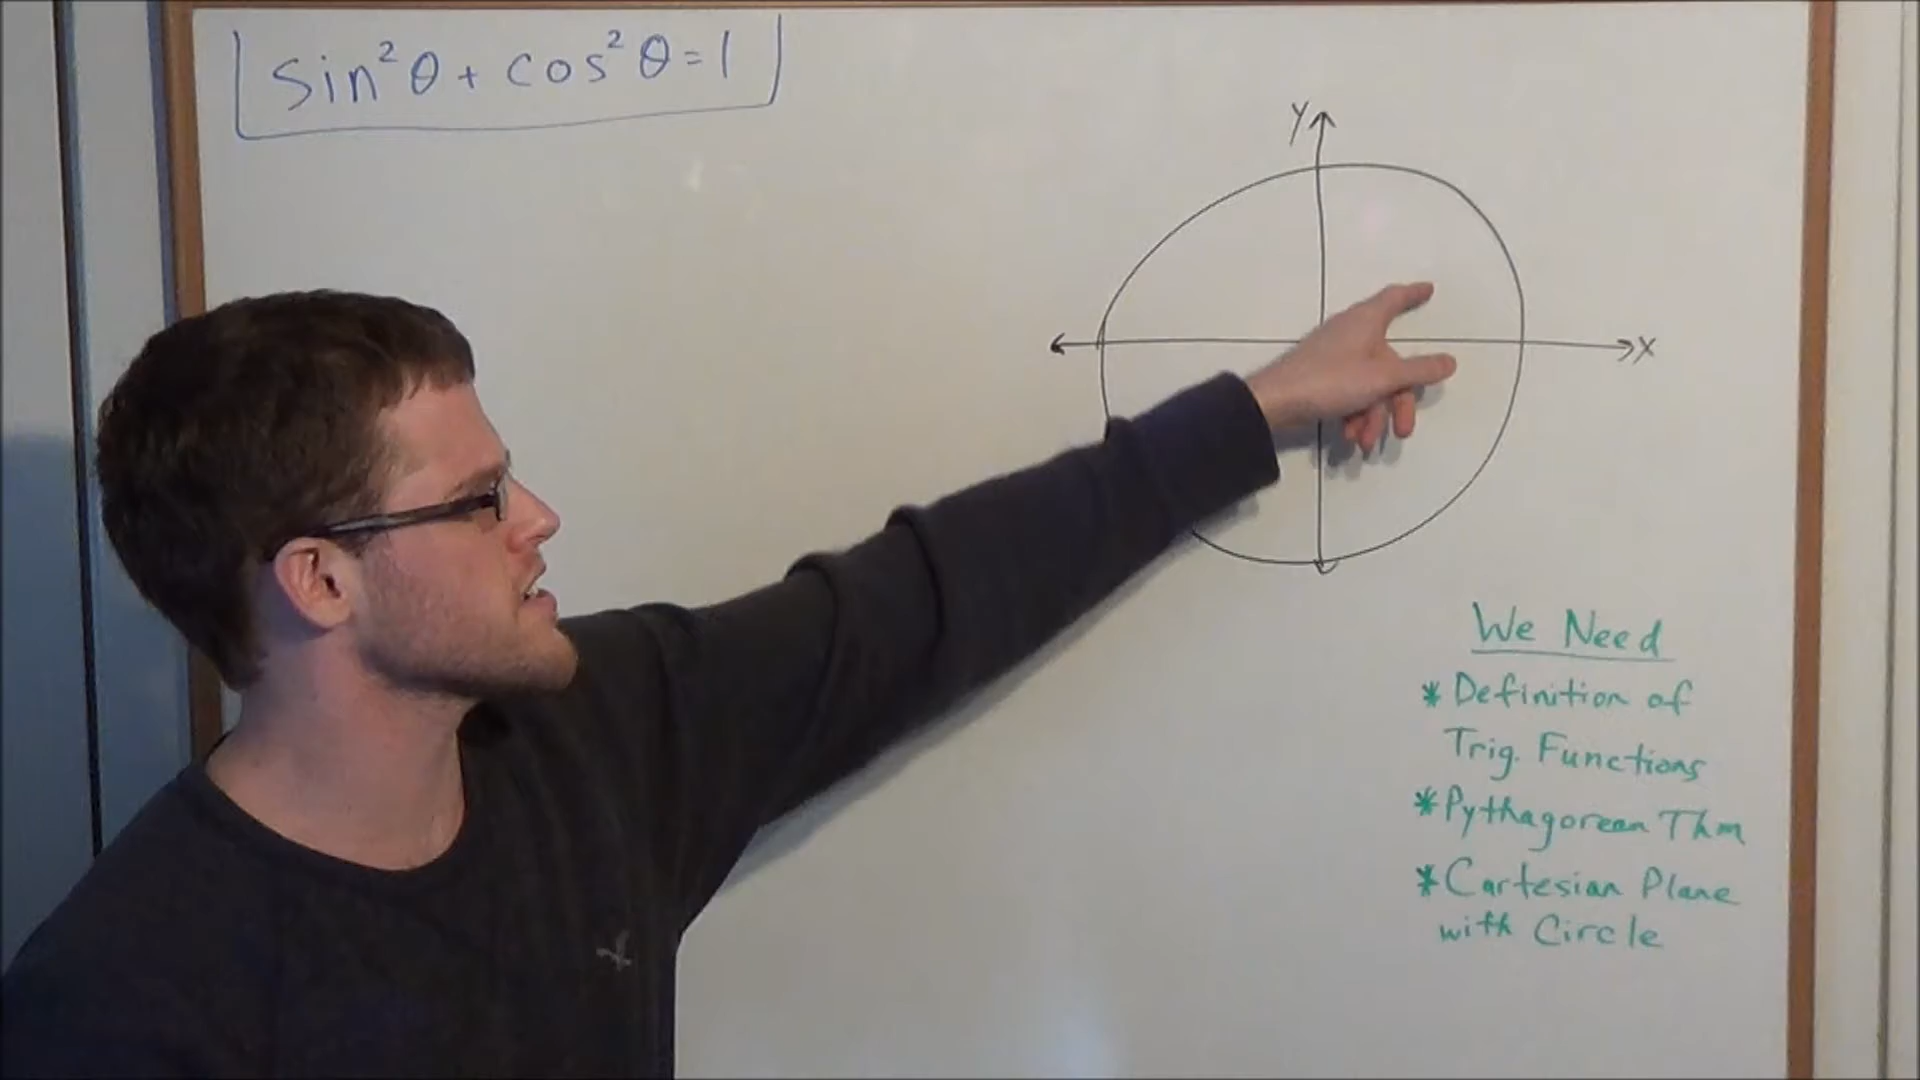 sin²θ + cos²θ = 1
y
x
We Need
* Definition of
Trig. Functions
* Pythagorean Thm
* Cartesian Plane
with Circle